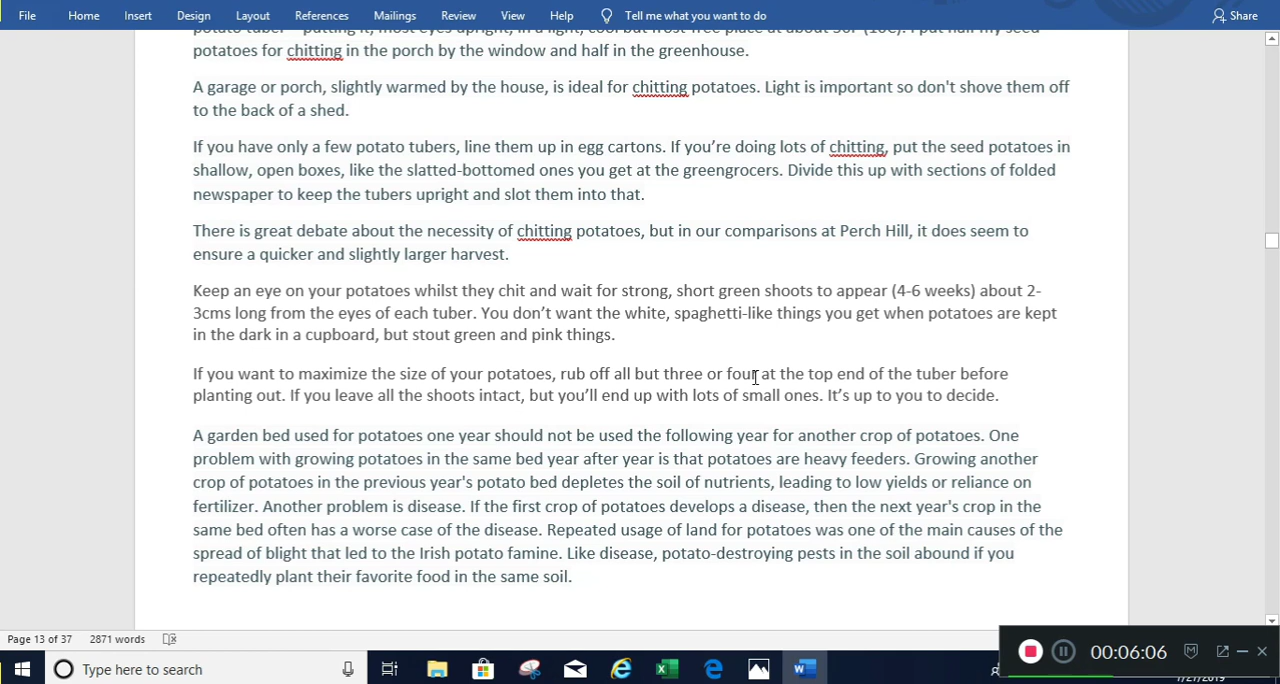 File Home Insert Design Layout References Mailings Review View Help Tell me what you want to do Share
potatoes for chitting in the porch by the window and half in the greenhouse.
A garage or porch, slightly warmed by the house, is ideal for chitting potatoes. Light is important so don't shove them off
to the back of a shed.
If you have only a few potato tubers, line them up in egg cartons. If you’re doing lots of chitting, put the seed potatoes in
shallow, open boxes, like the slatted-bottomed ones you get at the greengrocers. Divide this up with sections of folded
newspaper to keep the tubers upright and slot them into that.
There is great debate about the necessity of chitting potatoes, but in our comparisons at Perch Hill, it does seem to
ensure a quicker and slightly larger harvest.
Keep an eye on your potatoes whilst they chit and wait for strong, short green shoots to appear (4-6 weeks) about 2-
3cms long from the eyes of each tuber. You don’t want the white, spaghetti-like things you get when potatoes are kept
in the dark in a cupboard, but stout green and pink things.
If you want to maximize the size of your potatoes, rub off all but three or four at the top end of the tuber before
planting out. If you leave all the shoots intact, but you’ll end up with lots of small ones. It’s up to you to decide.
A garden bed used for potatoes one year should not be used the following year for another crop of potatoes. One
problem with growing potatoes in the same bed year after year is that potatoes are heavy feeders. Growing another
crop of potatoes in the previous year's potato bed depletes the soil of nutrients, leading to low yields or reliance on
fertilizer. Another problem is disease. If the first crop of potatoes develops a disease, then the next year's crop in the
same bed often has a worse case of the disease. Repeated usage of land for potatoes was one of the main causes of the
spread of blight that led to the Irish potato famine. Like disease, potato-destroying pests in the soil abound if you
repeatedly plant their favorite food in the same soil.
Page 13 of 37 2871 words
00:06:06
Type here to search
7/27/2019